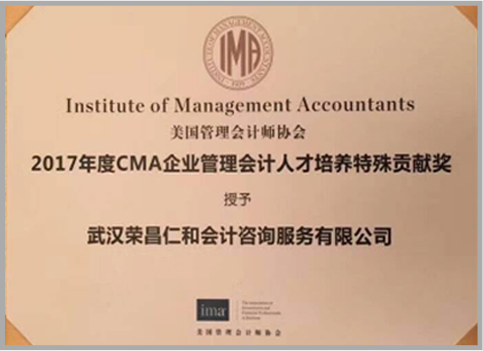 IMA
Institute of Management Accountants
美国管理会计师协会
2017年度CMA企业管理会计人才培养特殊贡献奖
授予
武汉荣昌仁和会计咨询服务有限公司
ima
The Association of
Accountants and
Financial Professionals
in Business
美国管理会计师协会